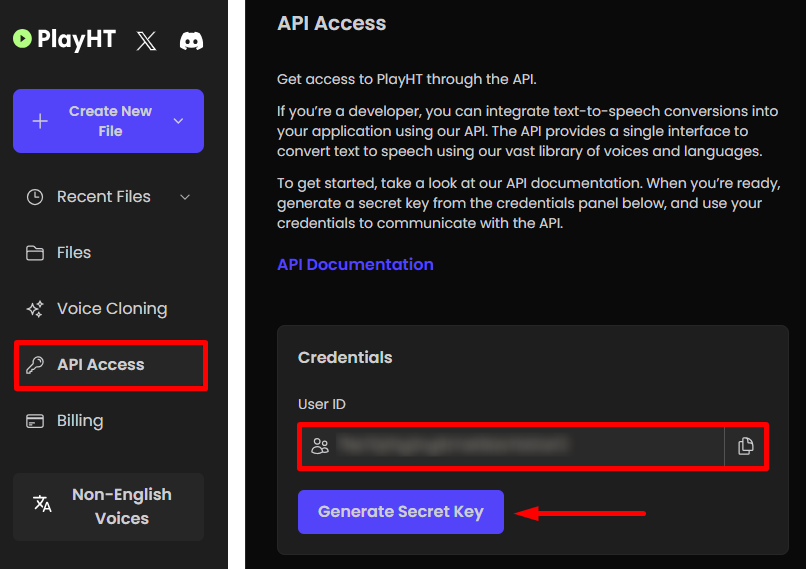 PlayHT
Create New
File
Recent Files
Files
Voice Cloning
API Access
Billing
Non-English
Voices
API Access
Get access to PlayHT through the API.
If you’re a developer, you can integrate text-to-speech conversions into
your application using our API. The API provides a single interface to
convert text to speech using our vast library of voices and languages.
To get started, take a look at our API documentation. When you’re ready,
generate a secret key from the credentials panel below, and use your
credentials to communicate with the API.
API Documentation
Credentials
User ID
Generate Secret Key